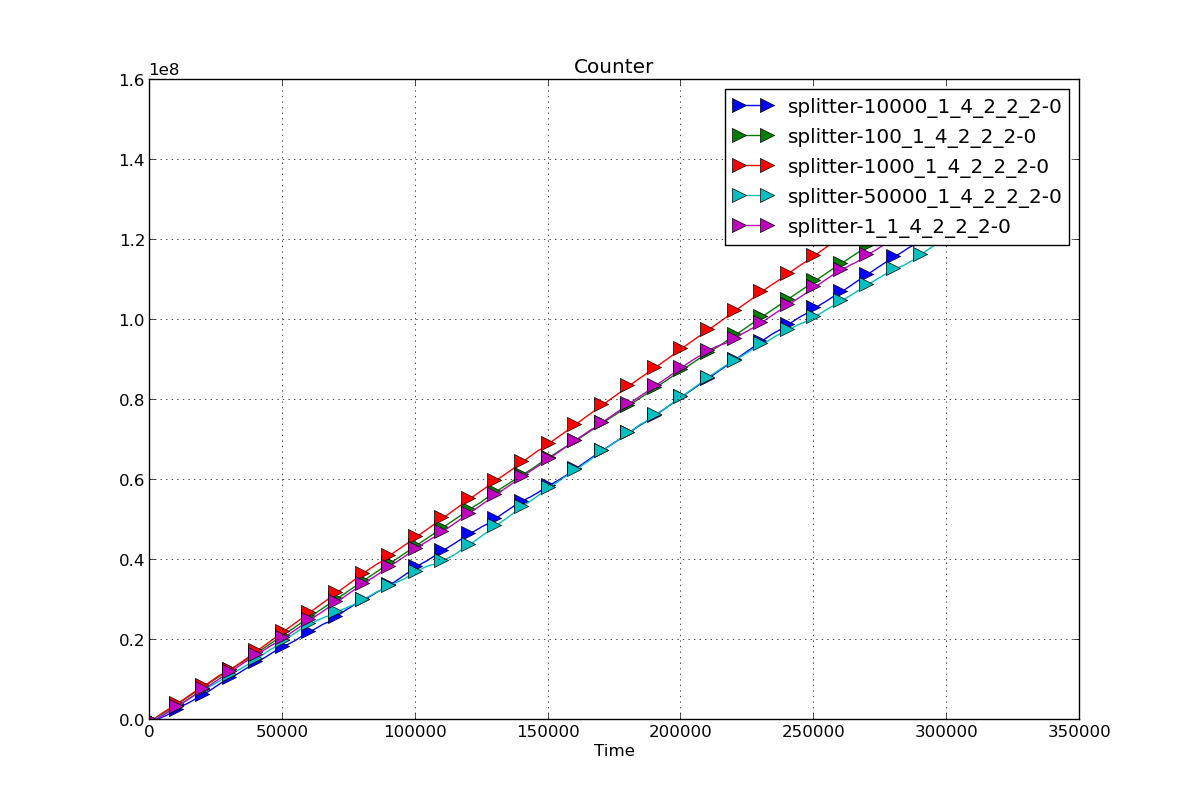 Counter
1e8
1.6
1.4
1.2
1.0
0.8
0.6
0.4
0.2
0.0
splitter-10000_1_4_2_2_2-0
splitter-100_1_4_2_2_2-0
splitter-1000_1_4_2_2_2-0
splitter-50000_1_4_2_2_2-0
splitter-1_1_4_2_2_2-0
0 50000 100000 150000 200000 250000 300000 350000
Time